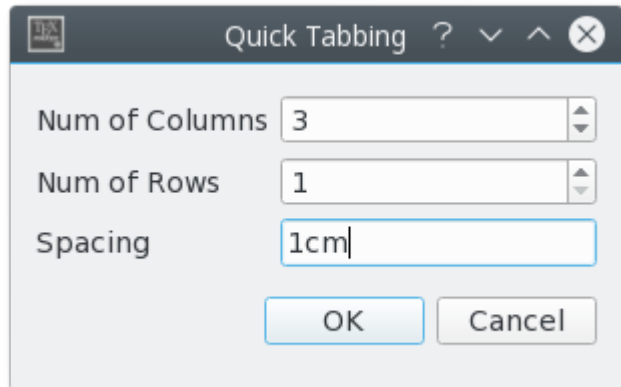 Quick Tabbing ?
Num of Columns 3
Num of Rows 1
Spacing 1cm
OK Cancel